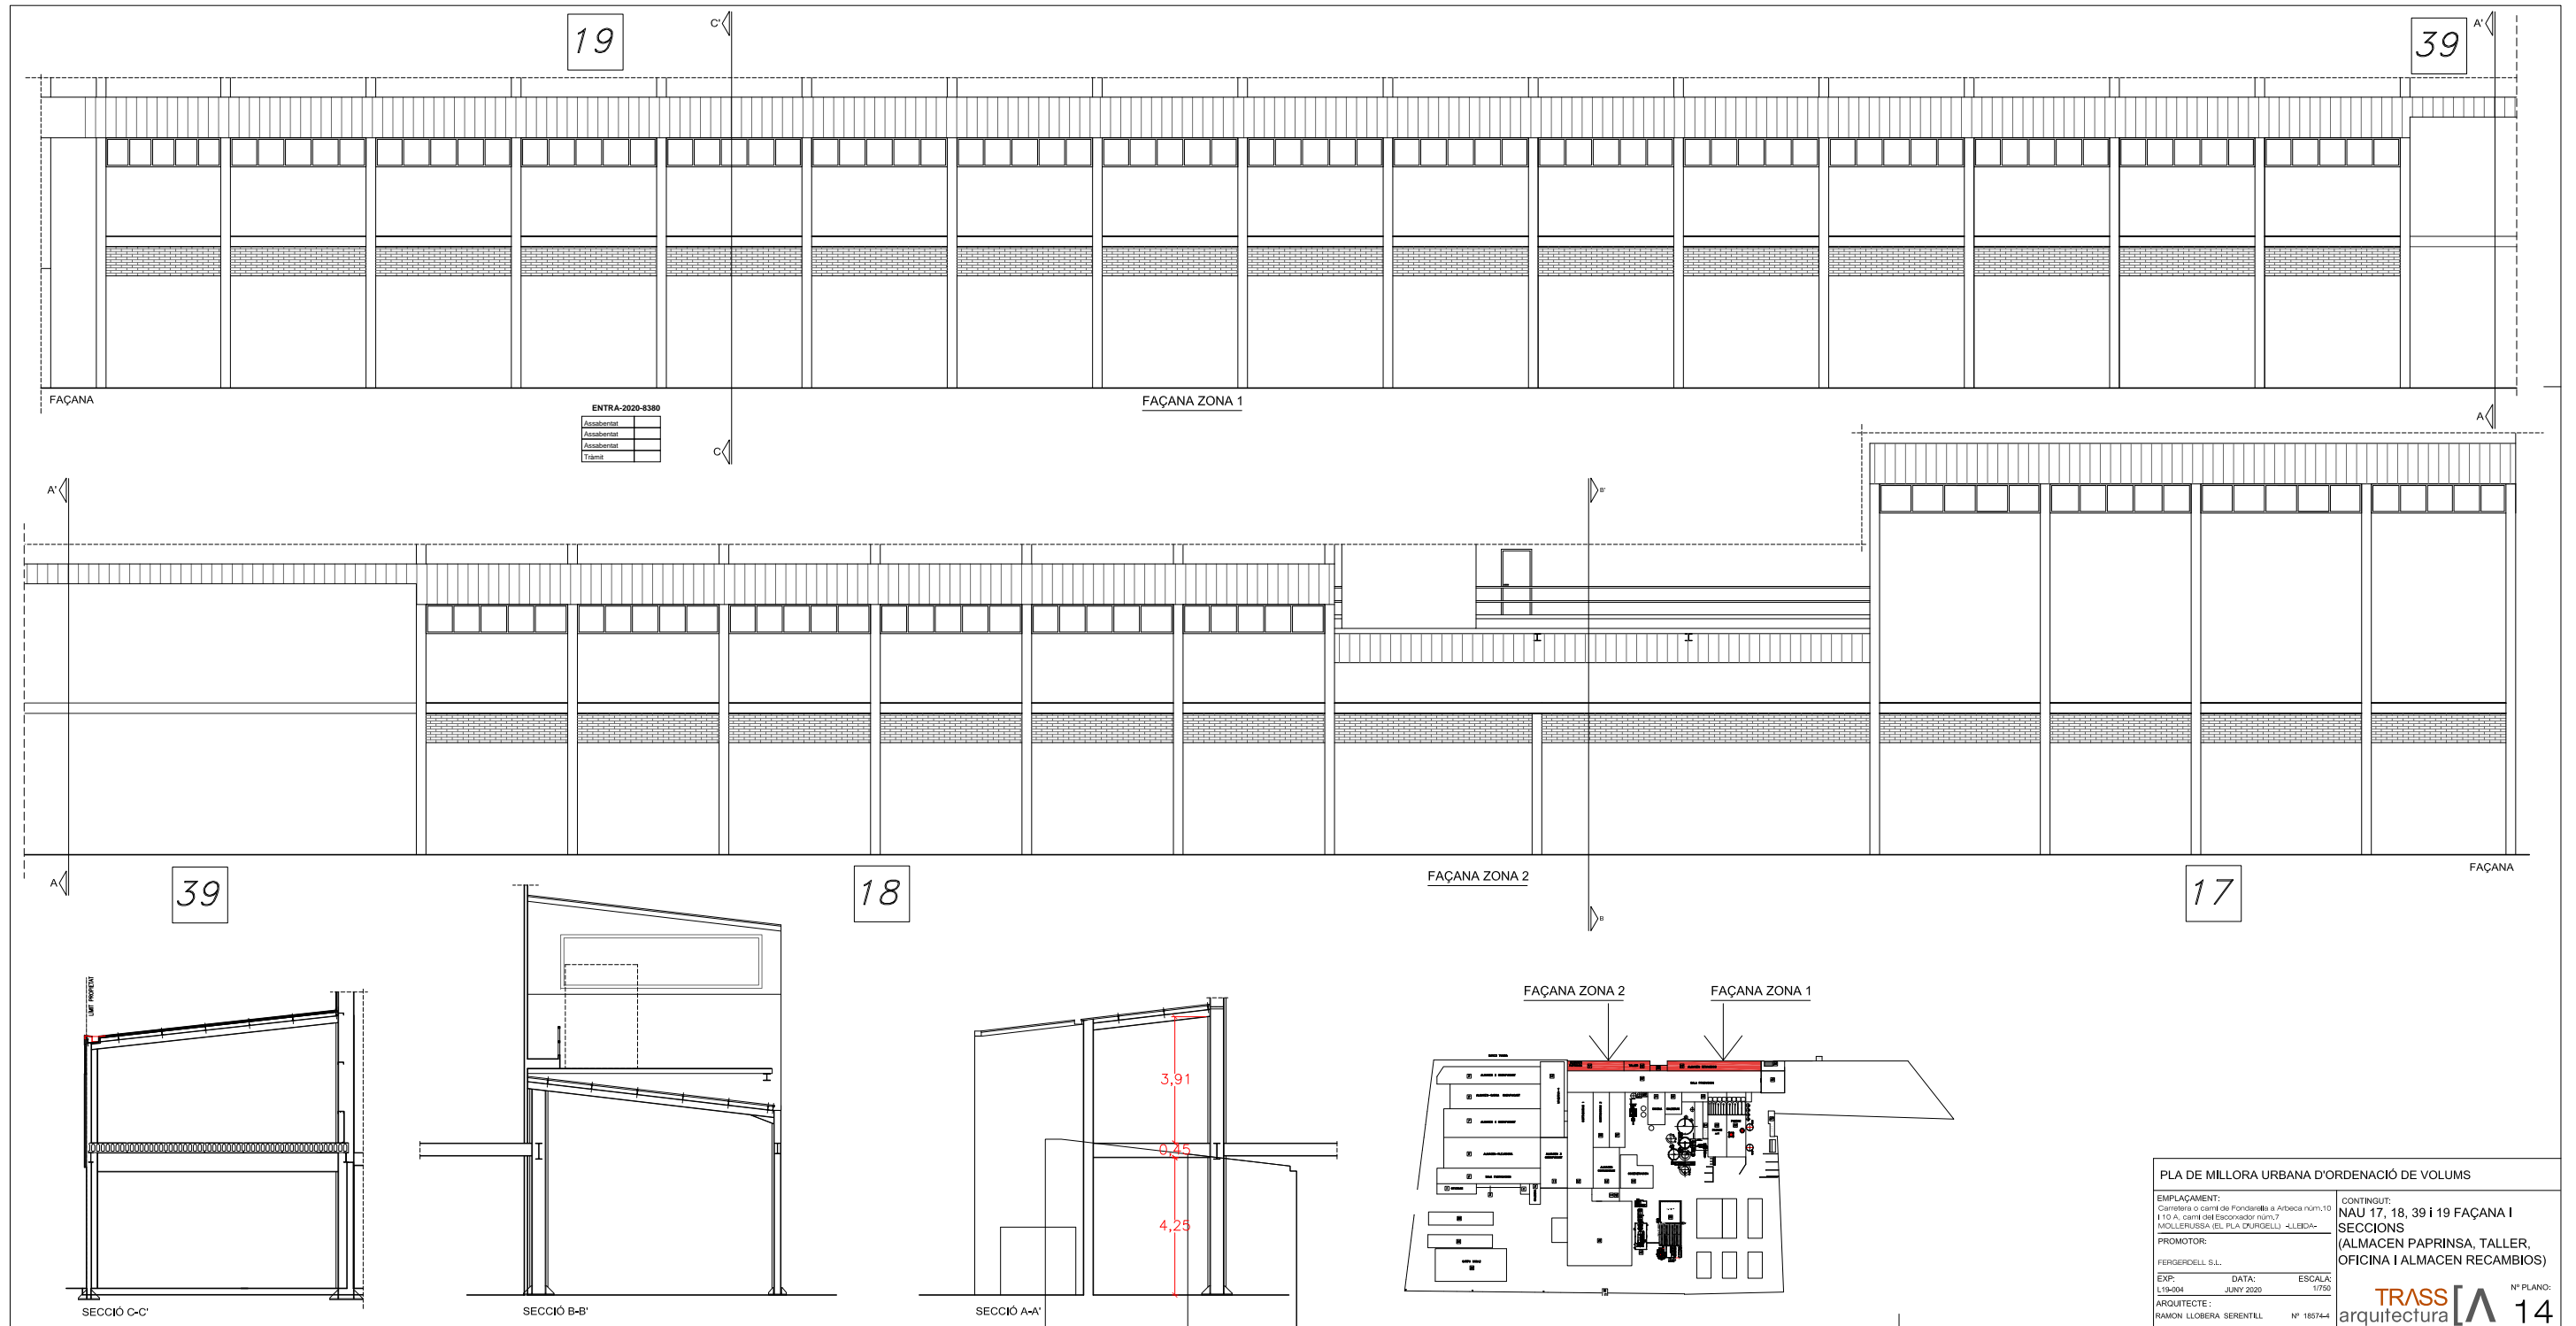 19
C'
39
A'
FAÇANA
FAÇANA ZONA 1
ENTRA-2020-8380
Assabentat
Assabentat
Assabentat
Tràmit
C
A
A'
B'
A
39
18
FAÇANA ZONA 2
B
17
FAÇANA
LIMIT PROPIETAT
SECCIÓ C-C'
SECCIÓ B-B'
3,91
0,45
4,25
SECCIÓ A-A'
FAÇANA ZONA 2
FAÇANA ZONA 1
PLA DE MILLORA URBANA D'ORDENACIÓ DE VOLUMS
EMPLAÇAMENT:
Carretera o camí de Fondarella a Arbeca núm.10
i 10 A, camí del Escorxador núm.7
MOLLERUSSA (EL PLA D'URGELL) -LLEIDA-
PROMOTOR:
FERGERDELL S.L.
EXP:
L19-004
DATA:
JUNY 2020
ESCALA:
1/750
ARQUITECTE :
RAMON LLOBERA SERENTILL
Nº 18574-4
CONTINGUT:
NAU 17, 18, 39 i 19 FAÇANA I
SECCIONS
(ALMACEN PAPRINSA, TALLER,
OFICINA I ALMACEN RECAMBIOS)
TRASS
arquitectura
Nº PLANO:
14